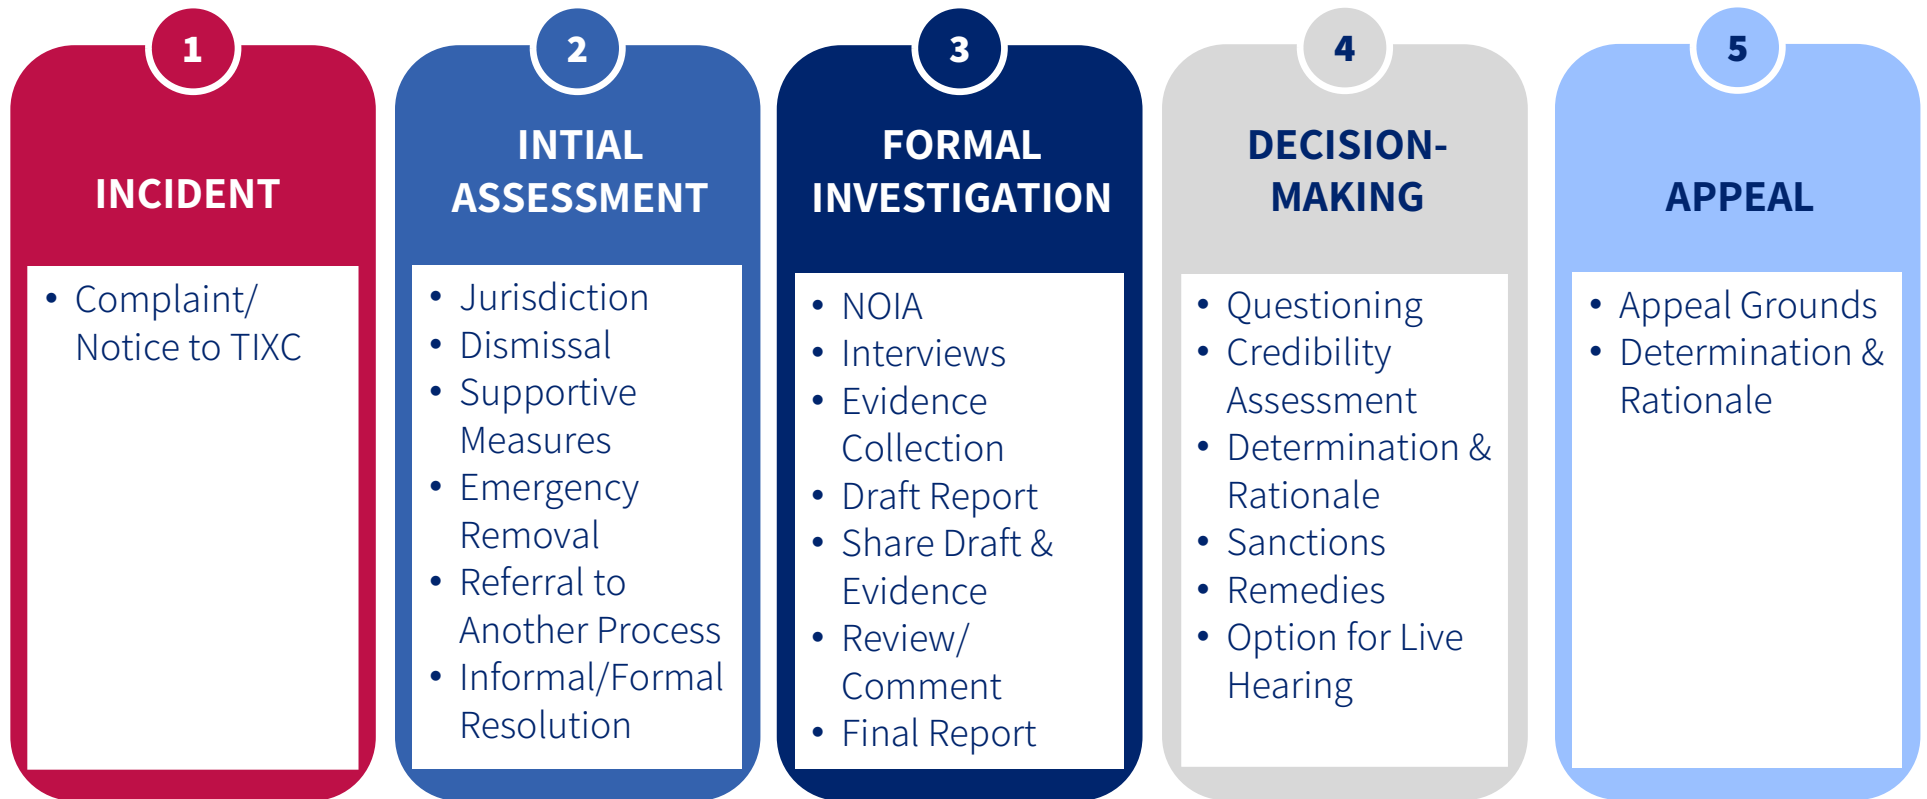 1
INCIDENT
• Complaint/
Notice to TIXC
2
INTIAL
ASSESSMENT
• Jurisdiction
• Dismissal
• Supportive
Measures
• Emergency
Removal
• Referral to
Another Process
• Informal/Formal
Resolution
3
FORMAL
INVESTIGATION
• NOIA
• Interviews
• Evidence
Collection
• Draft Report
• Share Draft &
Evidence
• Review/
Comment
• Final Report
4
DECISION-
MAKING
• Questioning
• Credibility
Assessment
• Determination &
Rationale
• Sanctions
• Remedies
• Option for Live
Hearing
5
APPEAL
• Appeal Grounds
• Determination &
Rationale